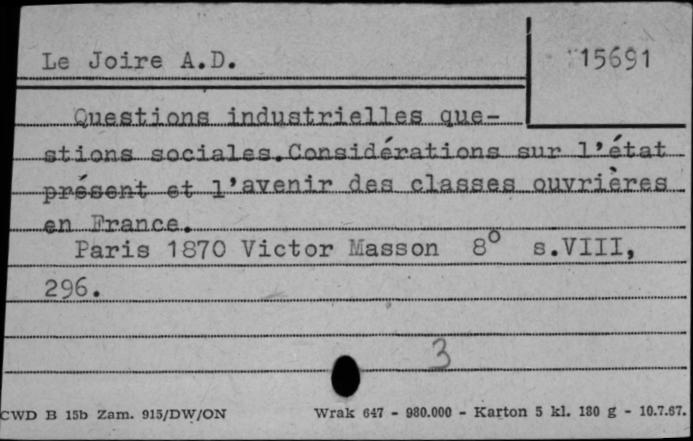 Le Joire A.D.
15691
Questions industrielles que-
stions sociales.Considérations sur l'état
présent et l'avenir des classes ouvrières
en France.
Paris 1870 Victor Masson 8° s.VIII,
296.
3
CWD B 15b Zam. 915/DW/ON Wrak 647 - 980.000 - Karton 5 kl. 180 g - 10.7.67.